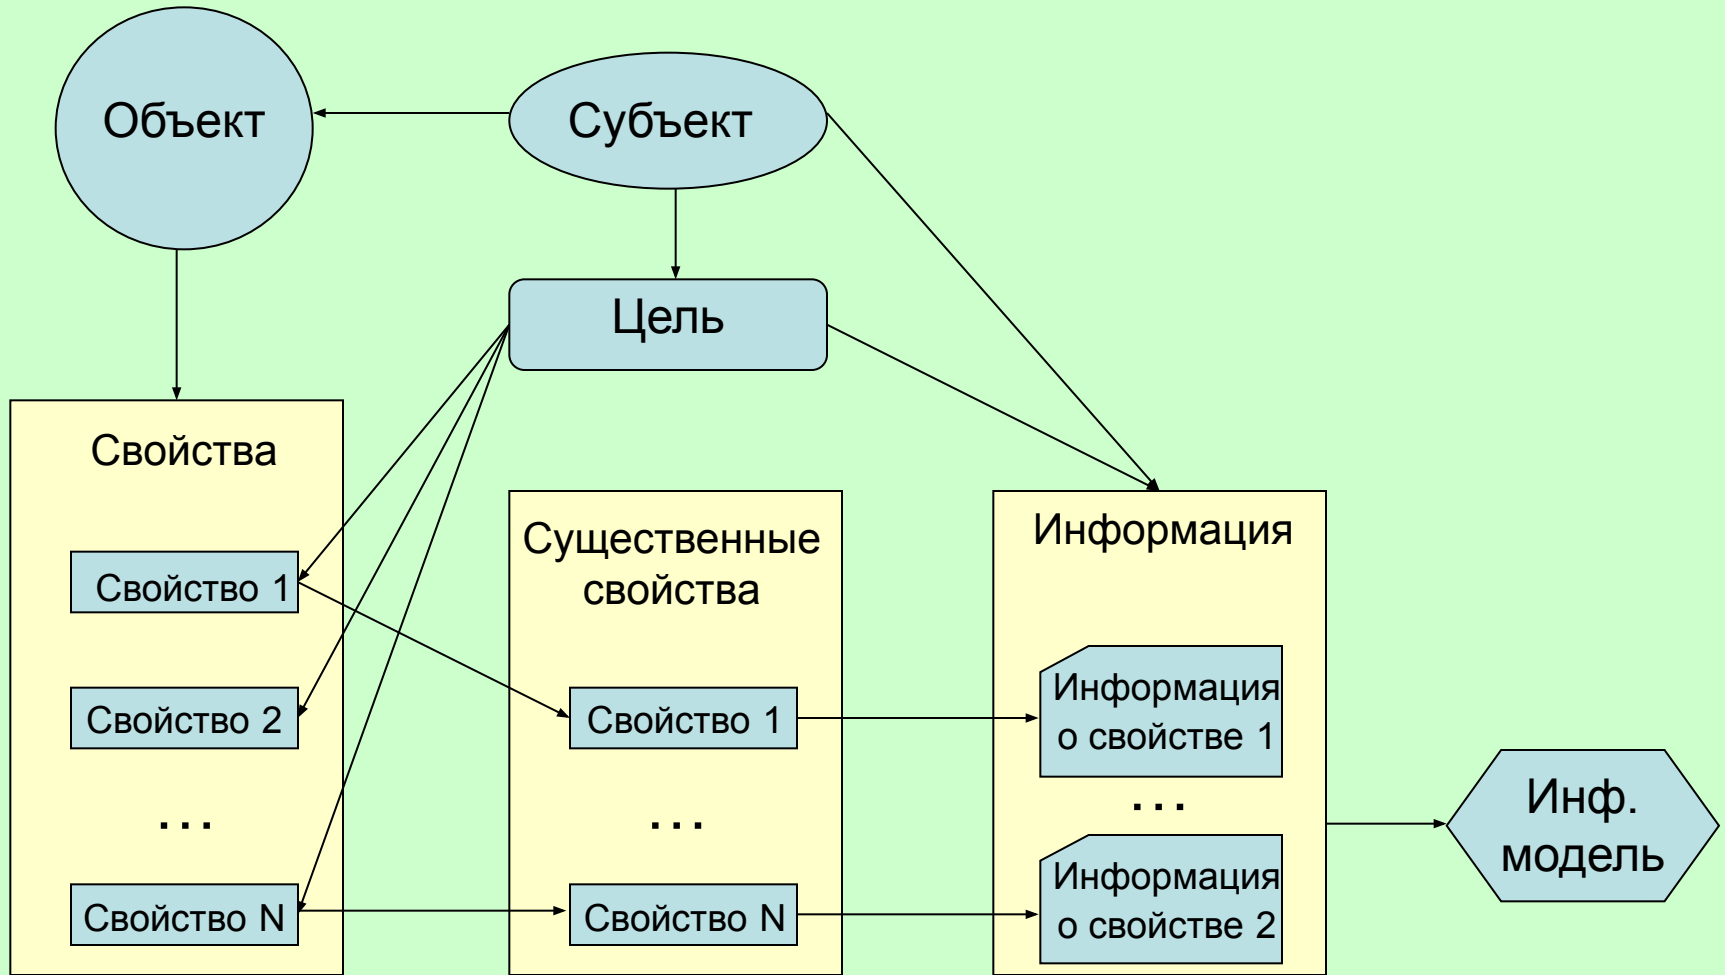 Объект
Субъект
Цель
Свойства
Свойство 1
Свойство 2
...
Свойство N
Существенные
свойства
Свойство 1
...
Свойство N
Информация
Информация
о свойстве 1
...
Информация
о свойстве 2
Инф.
модель